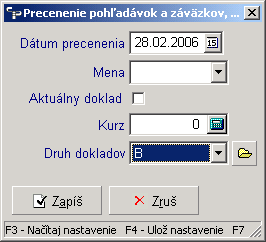 Precenenie pohľadávok a záväzkov, ...
Dátum precenenia 28.02.2006 15
Mena
Aktuálny doklad
Kurz 0
Druh dokladov B
Zapíš Zruš
F3 - Načítaj nastavenie F4 - Ulož nastavenie F7